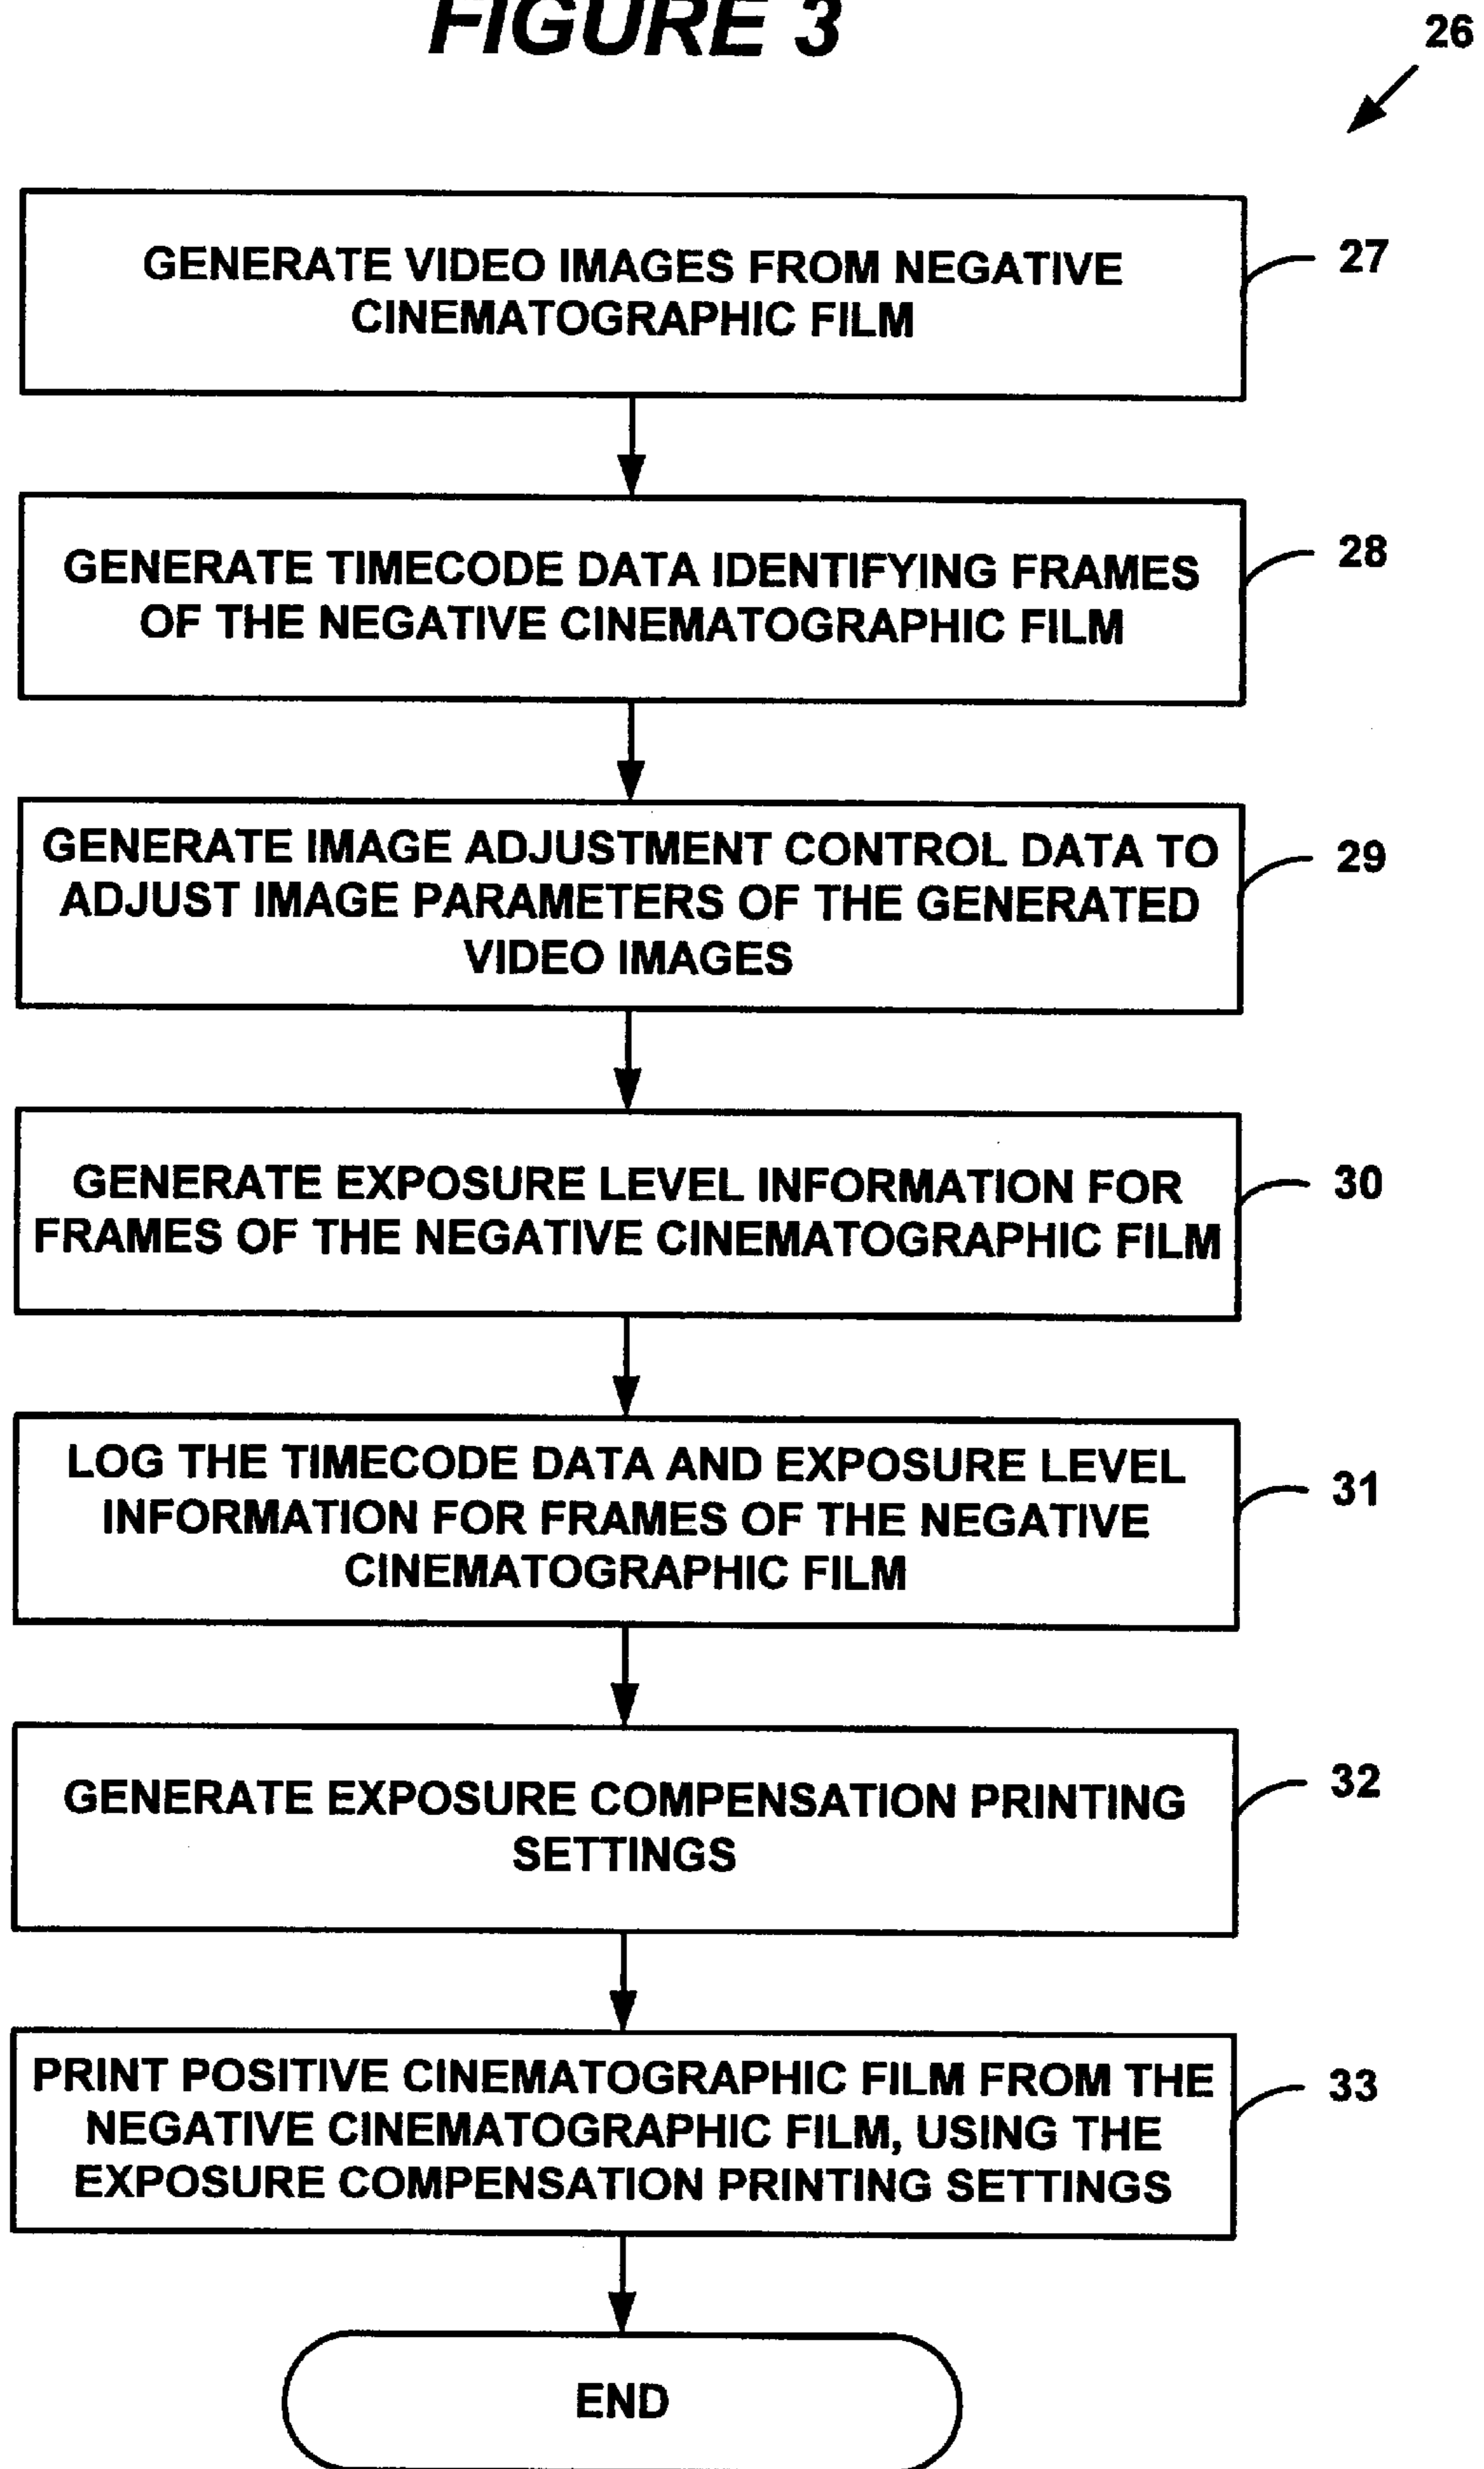 FIGURE 3
26
GENERATE VIDEO IMAGES FROM NEGATIVE
CINEMATOGRAPHIC FILM
27
GENERATE TIMECODE DATA IDENTIFYING FRAMES
OF THE NEGATIVE CINEMATOGRAPHIC FILM
28
GENERATE IMAGE ADJUSTMENT CONTROL DATA TO
ADJUST IMAGE PARAMETERS OF THE GENERATED
VIDEO IMAGES
29
GENERATE EXPOSURE LEVEL INFORMATION FOR
FRAMES OF THE NEGATIVE CINEMATOGRAPHIC FILM
30
LOG THE TIMECODE DATA AND EXPOSURE LEVEL
INFORMATION FOR FRAMES OF THE NEGATIVE
CINEMATOGRAPHIC FILM
31
GENERATE EXPOSURE COMPENSATION PRINTING
SETTINGS
32
PRINT POSITIVE CINEMATOGRAPHIC FILM FROM THE
NEGATIVE CINEMATOGRAPHIC FILM, USING THE
EXPOSURE COMPENSATION PRINTING SETTINGS
33
END